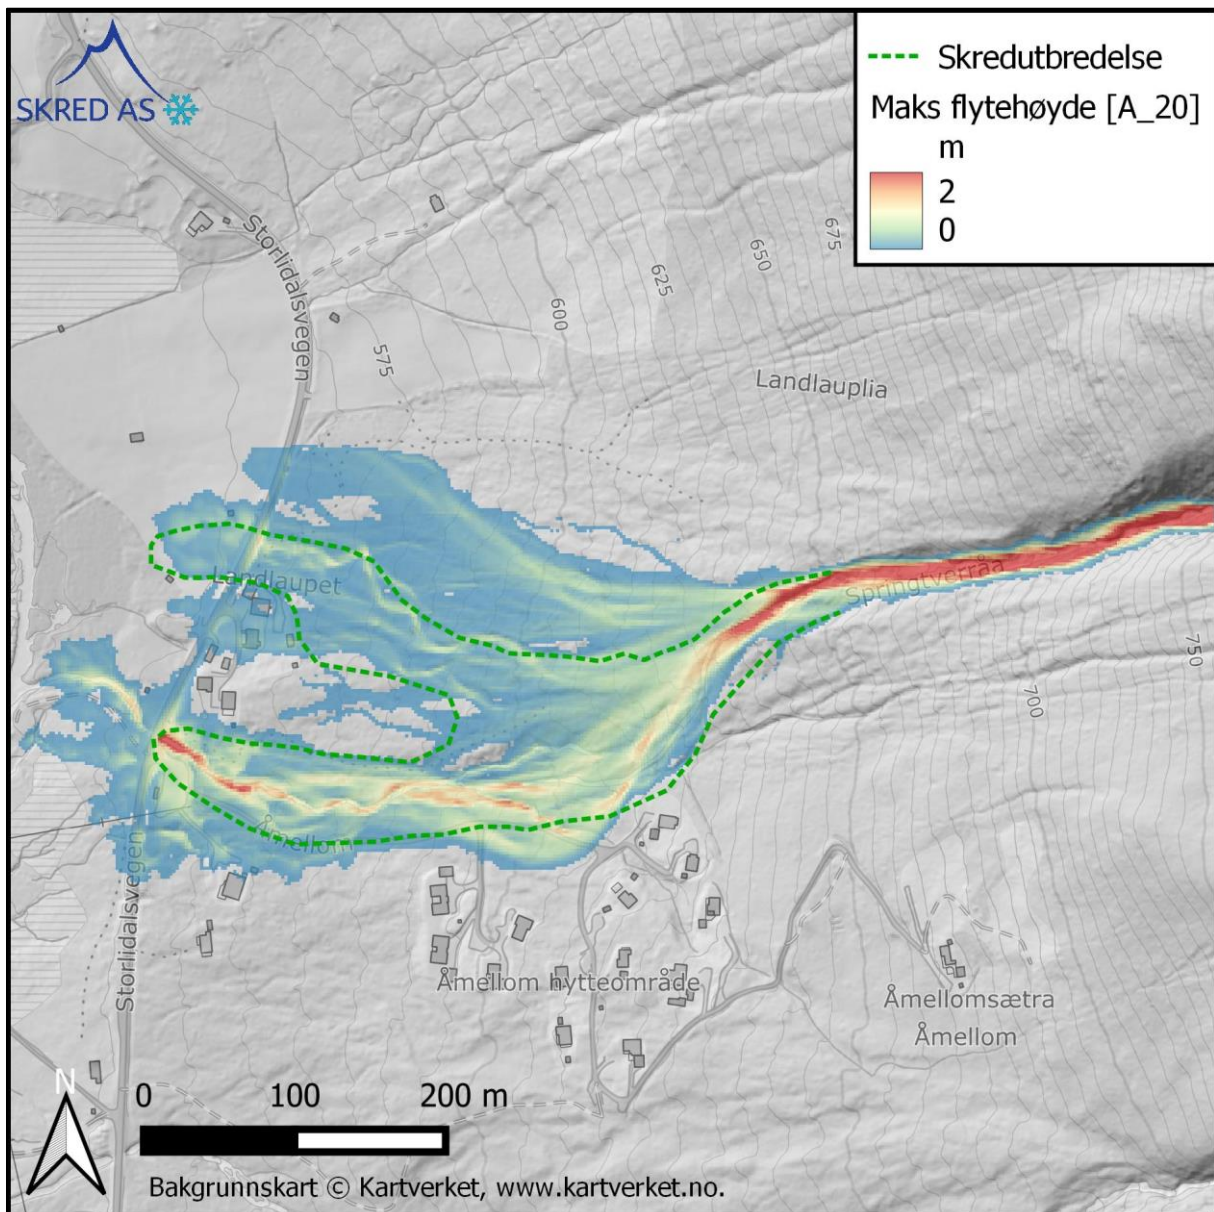 SKRED AS
Skredutbredelse
Maks flytehøyde [A_20]
m
2
0
Storlidalsvegen
675
650
625
600
575
Landlauplia
Landlaupet
Springtverråa
750
700
Åmellom
Storlidalsvegen
Åmellom hytteområde
Åmellomsætra
Åmellom
N
0 100 200 m
Bakgrunnskart © Kartverket, www.kartverket.no.